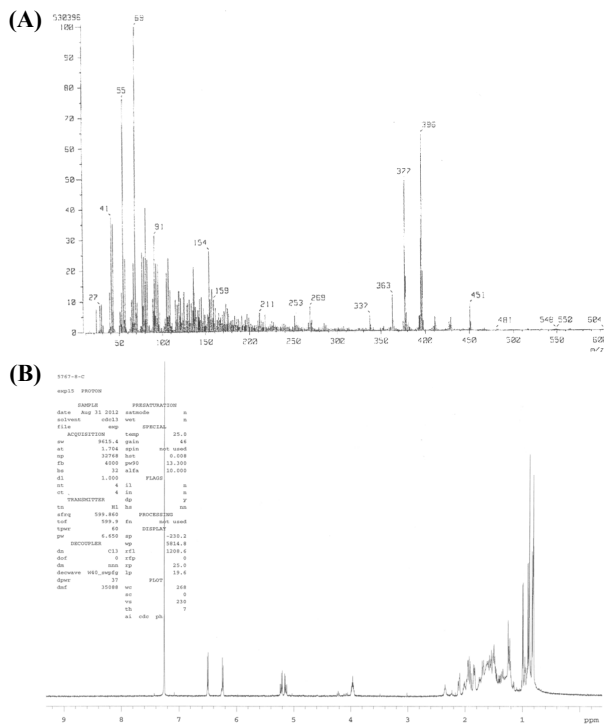 (A)
530396
69
100
90
80
70
60
50
40
30
20
10
0
55
396
377
41
91
154
159
27
211
253
269
337
363
451
481
548 550
604
50 100 150 200 250 300 350 400 450 500 550 600
m/z
(B)
exp15 PROTON
SAMPLE PRESATURATION
date Aug 31 2012 satmode n
solvent cdcl3 wet n
file exp SPECIAL
ACQUISITION temp 25.0
sw 9615.4 gain 46
at 1.704 spin not used
np 32768 hst 0.008
fb 4000 pw90 13.300
bs 32 alfa 10.000
d1 1.000 FLAGS
nt 4 il n
ct 4 in n
TRANSMITTER dp y
tn H1 hs nn
sfrq 599.860 PROCESSING
tof 599.9 fn not used
tpwr 60 DISPLAY
pw 6.650 sp -230.2
DECOUPLER wp 5814.8
dn C13 rfl 1208.6
dof 0 rfp 0
dm nnn rp 25.0
decwave W40_swpfg lp 19.6
dpwr 37 PLOT
dmf 35088 wc 208
sc 0
vs 250
th 7
ai cdc ph
9 8 7 6 5 4 3 2 1 ppm